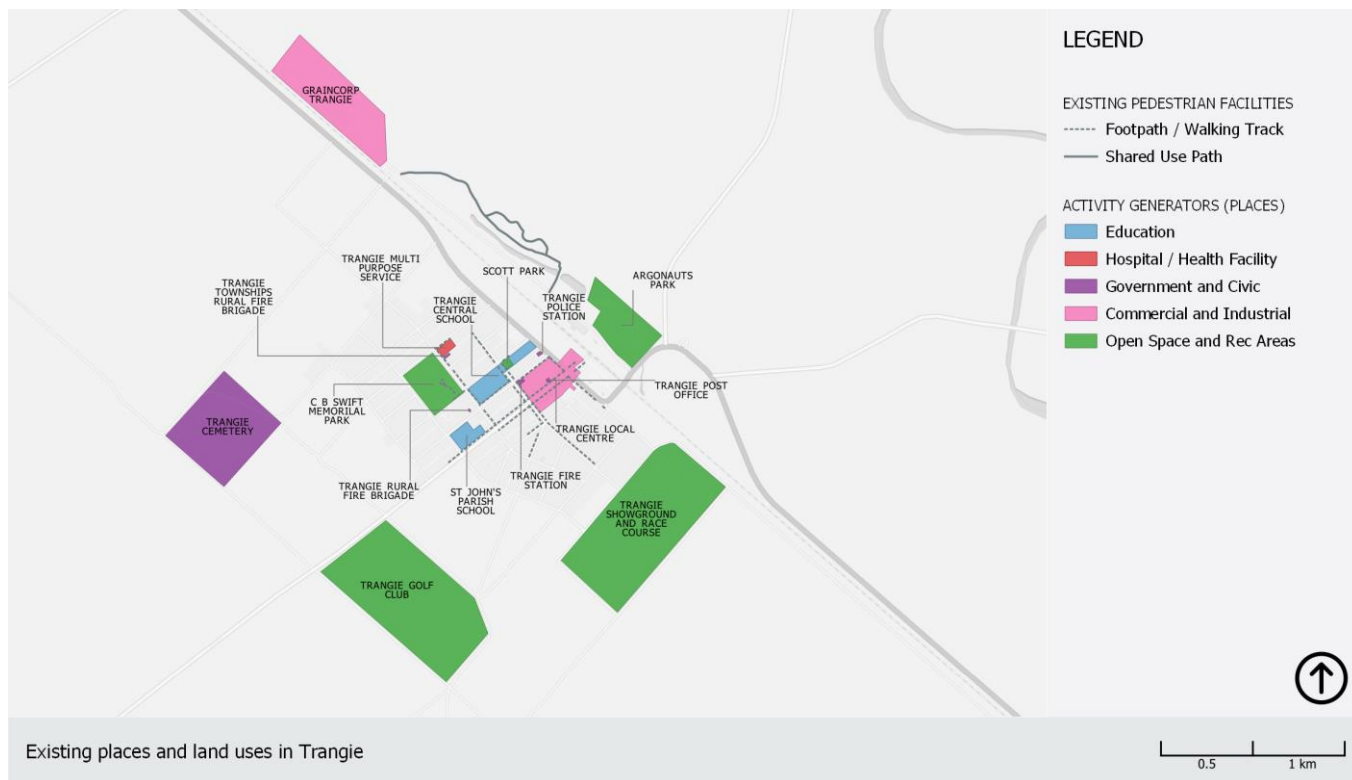 GRAINCORP
TRANGIE
TRANGIE MULTI
PURPOSE
SERVICE
SCOTT PARK
ARGONAUTS
PARK
TRANGIE
TOWNSHIPS
RURAL FIRE
BRIGADE
TRANGIE
CENTRAL
SCHOOL
TRANGIE
POLICE
STATION
TRANGIE POST
OFFICE
C B SWIFT
MEMORILAL
PARK
TRANGIE
CEMETERY
TRANGIE LOCAL
CENTRE
TRANGIE RURAL
FIRE BRIGADE
ST JOHN'S
PARISH
SCHOOL
TRANGIE FIRE
STATION
TRANGIE
SHOWGROUND
AND RACE
COURSE
TRANGIE GOLF
CLUB
LEGEND
EXISTING PEDESTRIAN FACILITIES
Footpath / Walking Track
Shared Use Path
ACTIVITY GENERATORS (PLACES)
Education
Hospital / Health Facility
Government and Civic
Commercial and Industrial
Open Space and Rec Areas
Existing places and land uses in Trangie
0.5 1 km